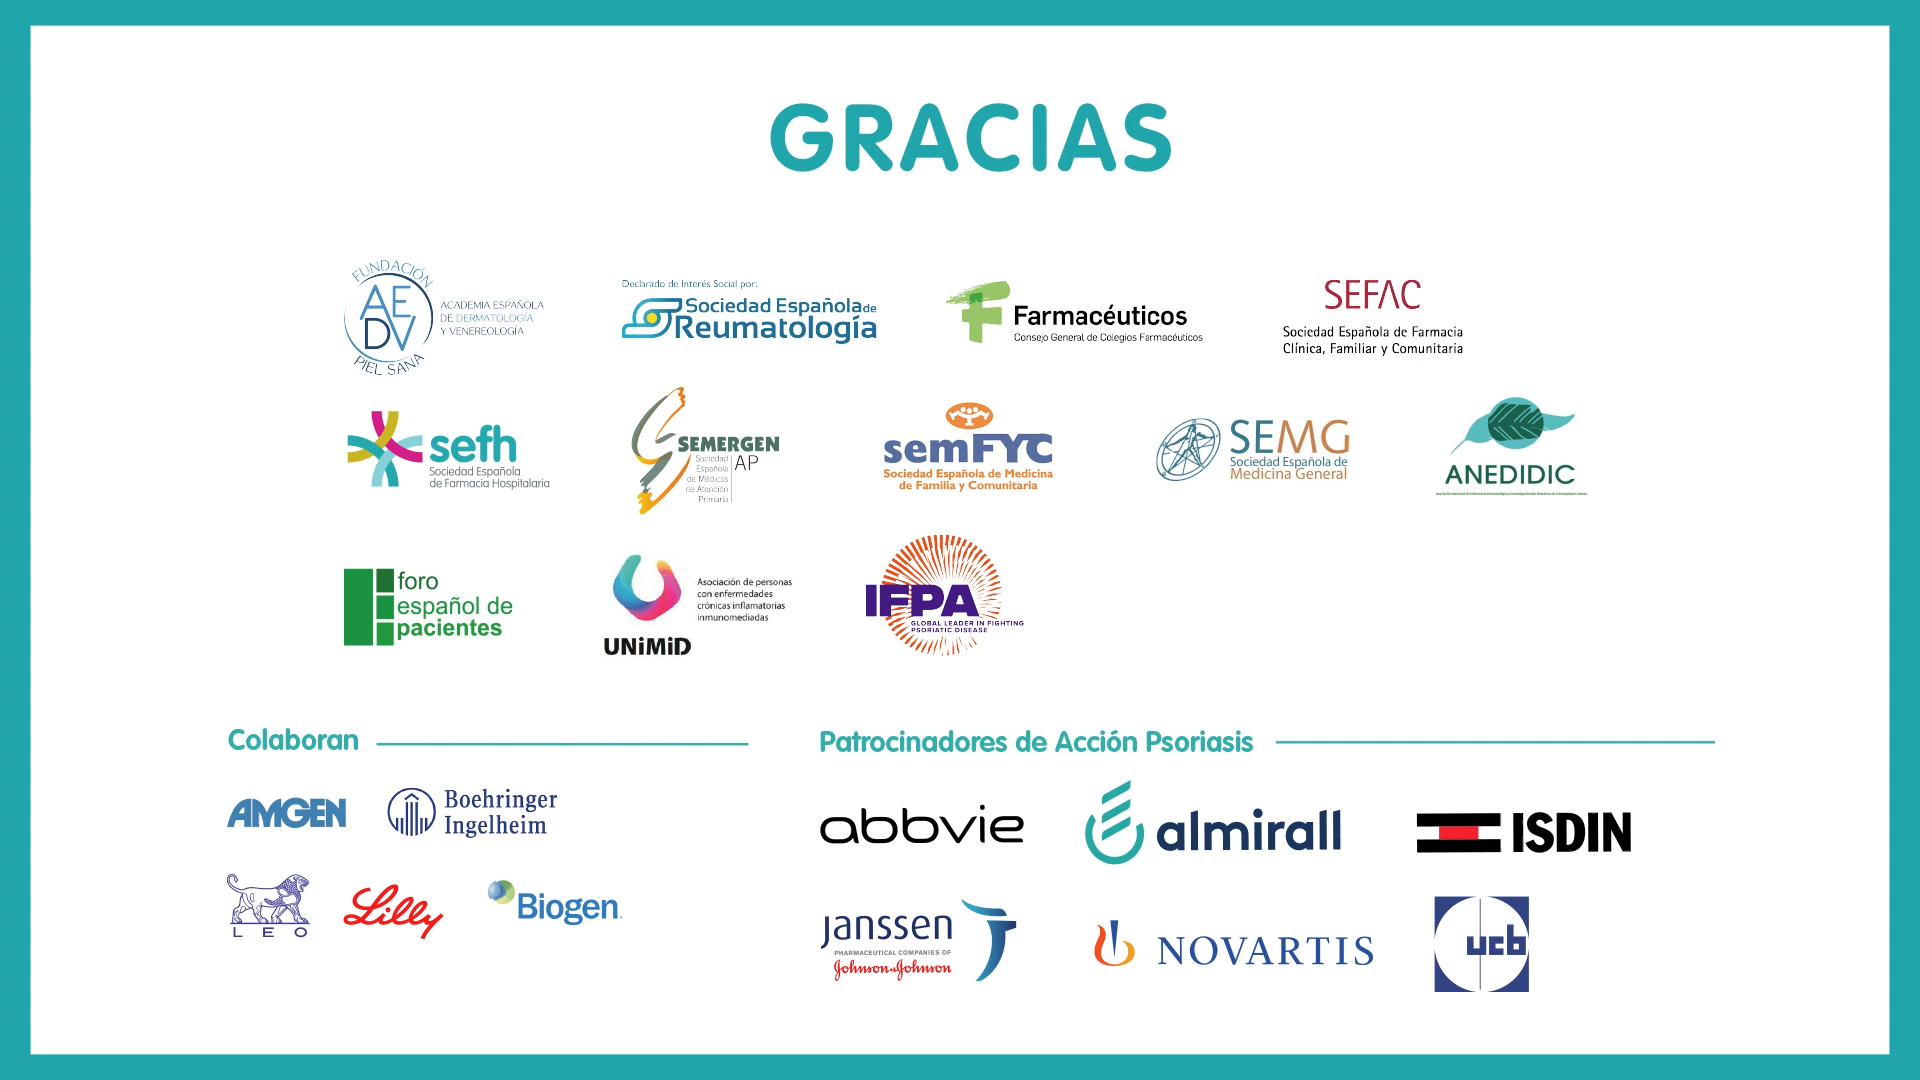 GRACIAS
FUNDACIÓN
AEDV
PIEL SANA
ACADEMIA ESPAÑOLA
DE DERMATOLOGÍA
Y VENEREOLOGÍA
Declarado de Interés Social por:
Sociedad Española de
Reumatología
Farmacéuticos
Consejo General de Colegios Farmacéuticos
SEFAC
Sociedad Española de Farmacia
Clínica, Familiar y Comunitaria
sefh
Sociedad Española
de Farmacia Hospitalaria
SEMERGEN
AP
Sociedad
Española
de Médicos
de Atención
Primaria
semFYC
Sociedad Española de Medicina
de Familia y Comunitaria
SEMG
Sociedad Española de
Medicina General
ANEDIDIC
foro
español de
pacientes
UNiMiD
Asociación de personas
con enfermedades
crónicas inflamatorias
inmunomediadas
IFPA
GLOBAL LEADER IN FIGHTING
PSORIATIC DISEASE
Colaboran
AMGEN
Boehringer
Ingelheim
LEO
Lilly
Biogen
Patrocinadores de Acción Psoriasis
abbvie
almirall
ISDIN
janssen
PHARMACEUTICAL COMPANIES OF
Johnson & Johnson
NOVARTIS
ucb